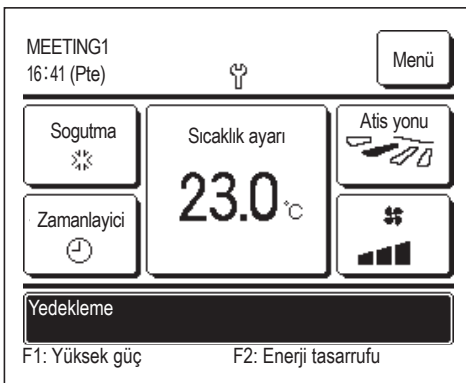 MEETING1
16:41 (Pte)
Menü
Sogutma
Sıcaklık ayarı
Atis yonu
23.0 °C
Zamanlayici
Yedekleme
F1: Yüksek güç
F2: Enerji tasarrufu